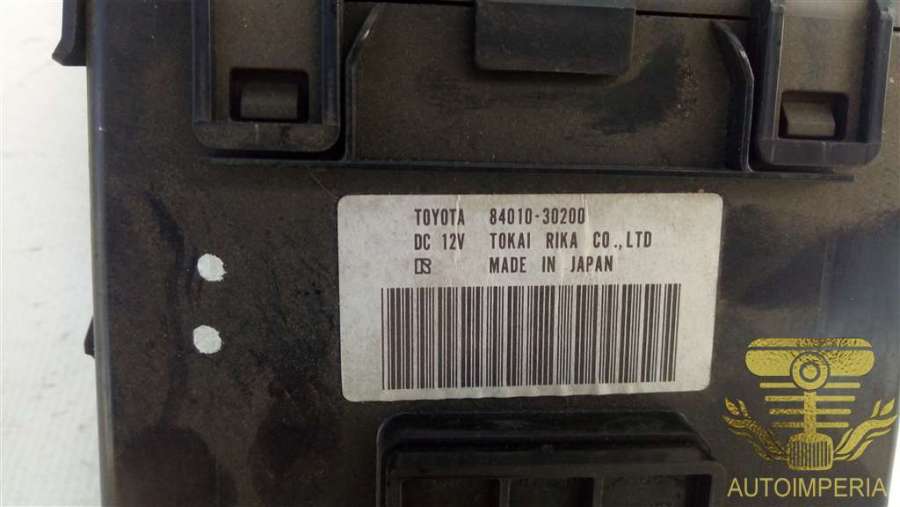 TOYOTA 84010-30200
DC 12V TOKAI RIKA CO.,LTD
MADE IN JAPAN
AUTOIMPERIA